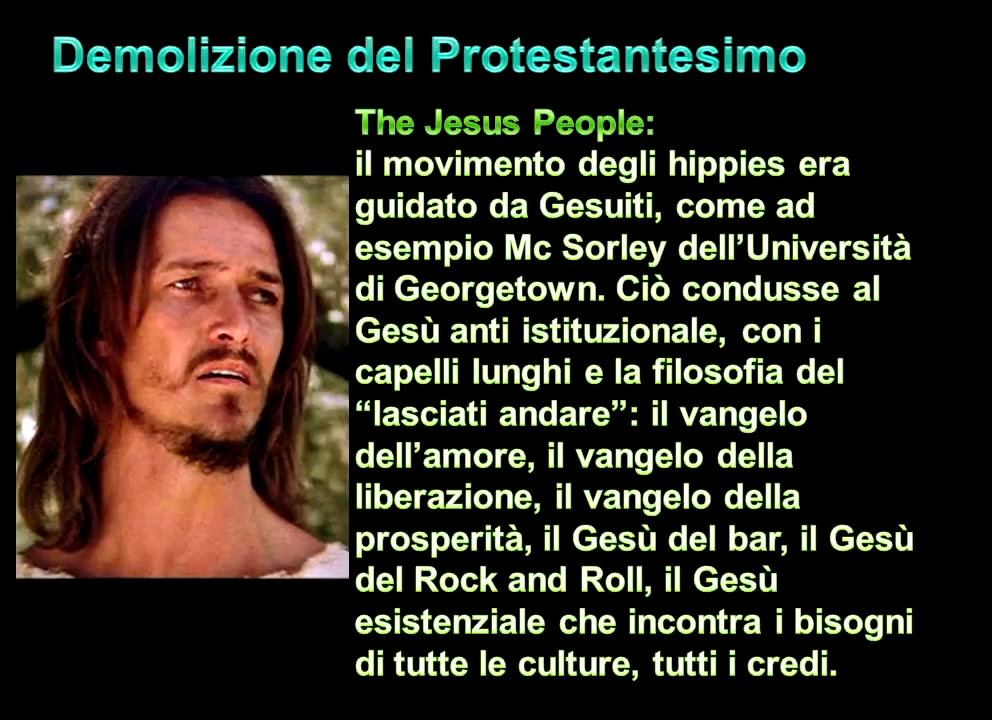 Demolizione del Protestantesimo
The Jesus People:
il movimento degli hippies era
guidato da Gesuiti, come ad
esempio Mc Sorley dell’Università
di Georgetown. Ciò condusse al
Gesù anti istituzionale, con i
capelli lunghi e la filosofia del
“lasciati andare”: il vangelo
dell’amore, il vangelo della
liberazione, il vangelo della
prosperità, il Gesù del bar, il Gesù
del Rock and Roll, il Gesù
esistenziale che incontra i bisogni
di tutte le culture, tutti i credi.